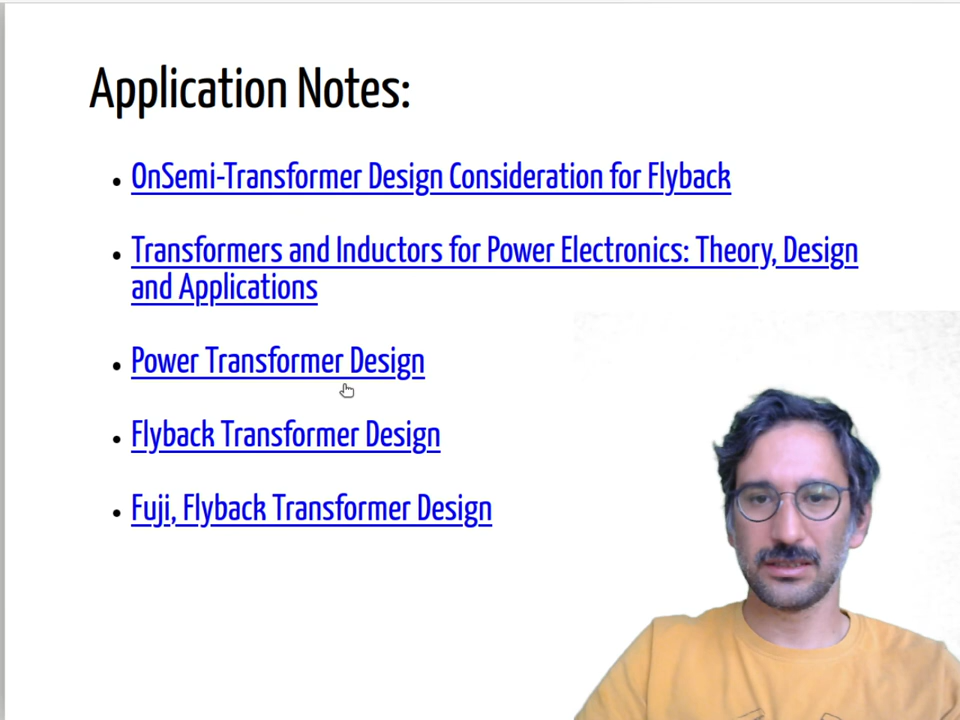 Application Notes:
OnSemi-Transformer Design Consideration for Flyback
Transformers and Inductors for Power Electronics: Theory, Design
and Applications
Power Transformer Design
Flyback Transformer Design
Fuji, Flyback Transformer Design